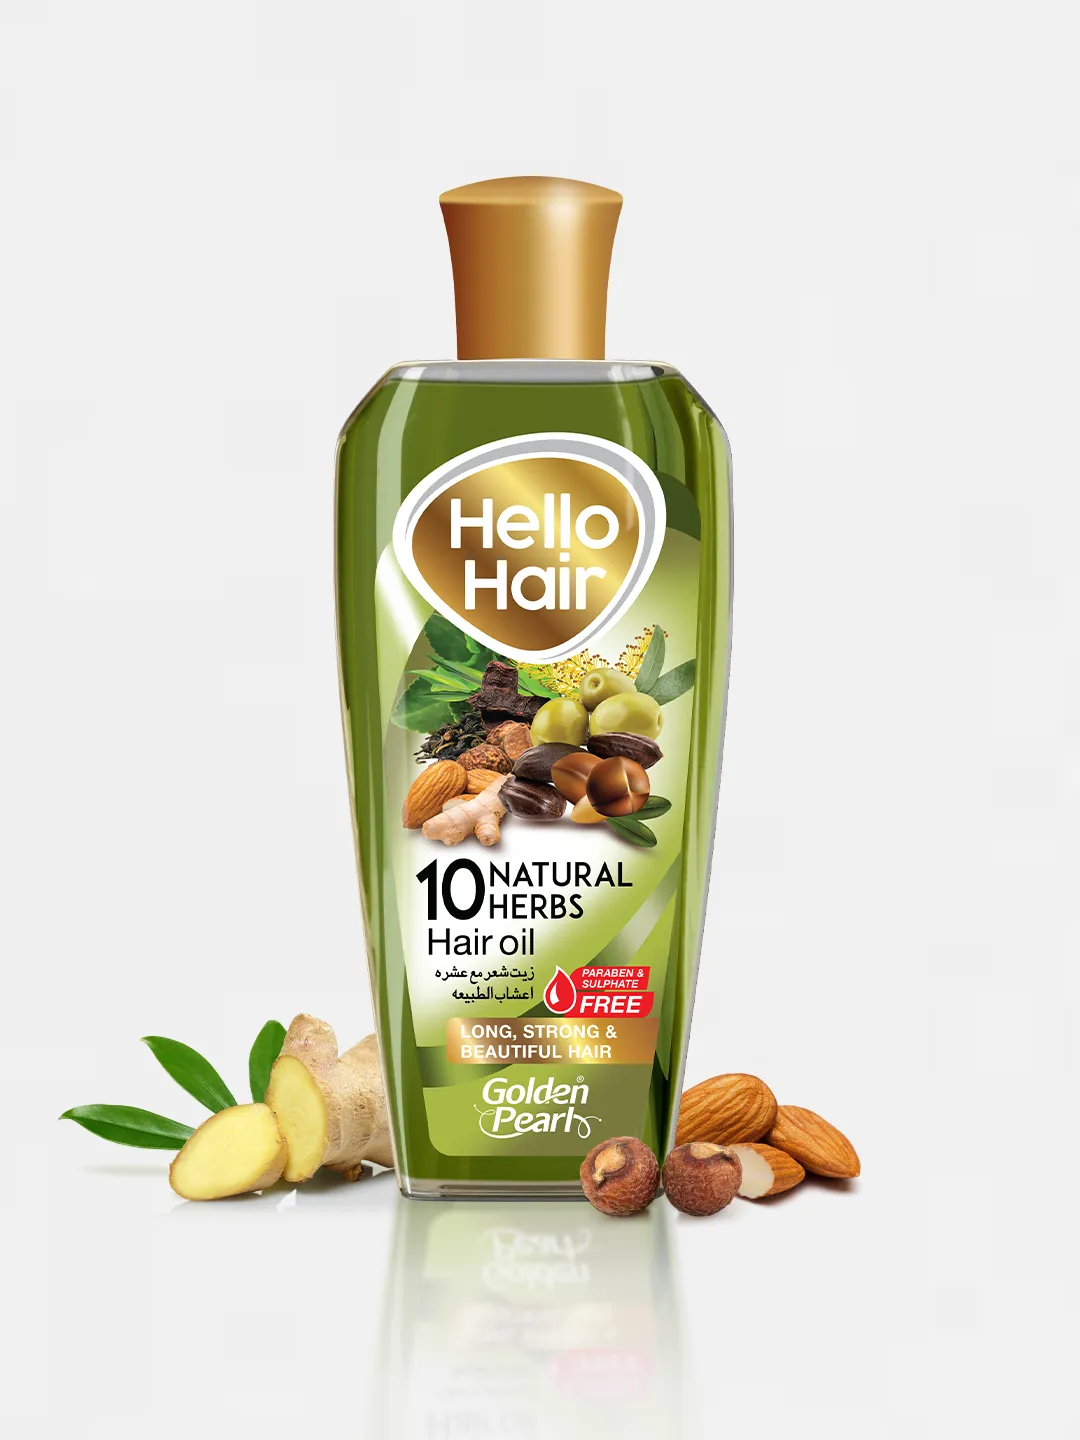 Hello
Hair
10 NATURAL
HERBS
Hair oil
زيت شعر مع عشره
اعشاب الطبيعه
PARABEN &
SULPHATE
FREE
LONG, STRONG &
BEAUTIFUL HAIR
Golden®
Pearl